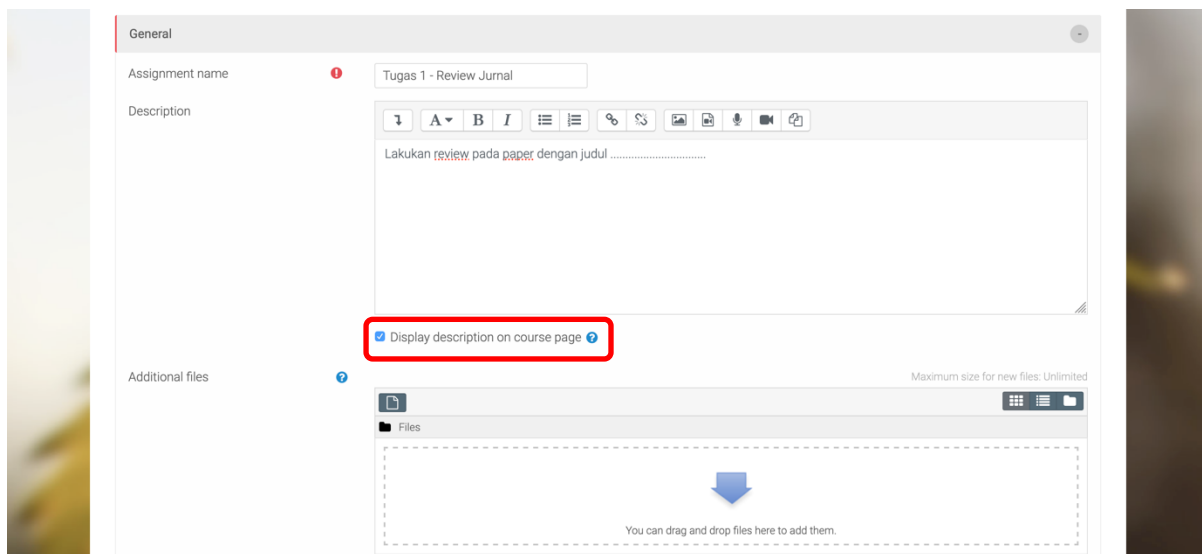 General
Assignment name
Tugas 1 - Review Jurnal
Description
A B I
Lakukan review pada paper dengan judul ................................
Display description on course page
Additional files
Maximum size for new files: Unlimited
Files
You can drag and drop files here to add them.